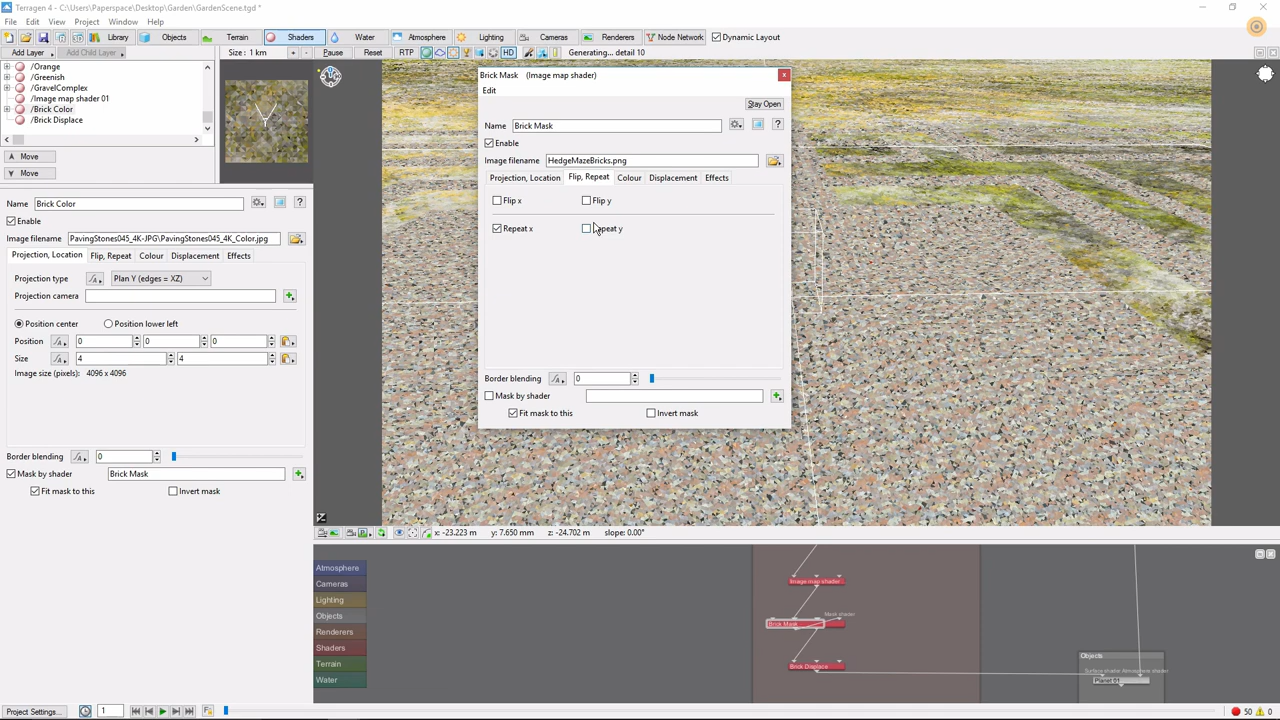 Terragen 4 - C:\Users\Paperspace\Desktop\Garden\GardenScene.tgd *
File Edit View Project Window Help
Library Objects Terrain Shaders Water Atmosphere Lighting Cameras Renderers Node Network Dynamic Layout
Add Layer Add Child Layer Size : 1 km Pause Reset RTP HD Generating... detail 10
/Orange
/Greenish
/GravelComplex
/Image map shader 01
/Brick Color
/Brick Displace
Move
Move
Name Brick Color
Enable
Image filename PavingStones045_4K-JPG\PavingStones045_4K_Color.jpg
Projection, Location Flip, Repeat Colour Displacement Effects
Projection type Plan Y (edges = XZ)
Projection camera
Position center Position lower left
Position 0 0 0
Size 4 4
Image size (pixels): 4096 x 4096
Border blending 0
Mask by shader Brick Mask
Fit mask to this Invert mask
Brick Mask (Image map shader)
Edit
Stay Open
Name Brick Mask
Enable
Image filename HedgeMazeBricks.png
Projection, Location Flip, Repeat Colour Displacement Effects
Flip x Flip y
Repeat x Repeat y
Border blending 0
Mask by shader
Fit mask to this Invert mask
x: -23.223 m y: 7.650 mm z: -24.702 m slope: 0.00°
Atmosphere
Cameras
Lighting
Objects
Renderers
Shaders
Terrain
Water
Image map shader...
Mask shader
Brick Mask
Brick Displace
Objects
Surface shader Atmosphere shader
Planet 01
Project Settings... 1 50 0